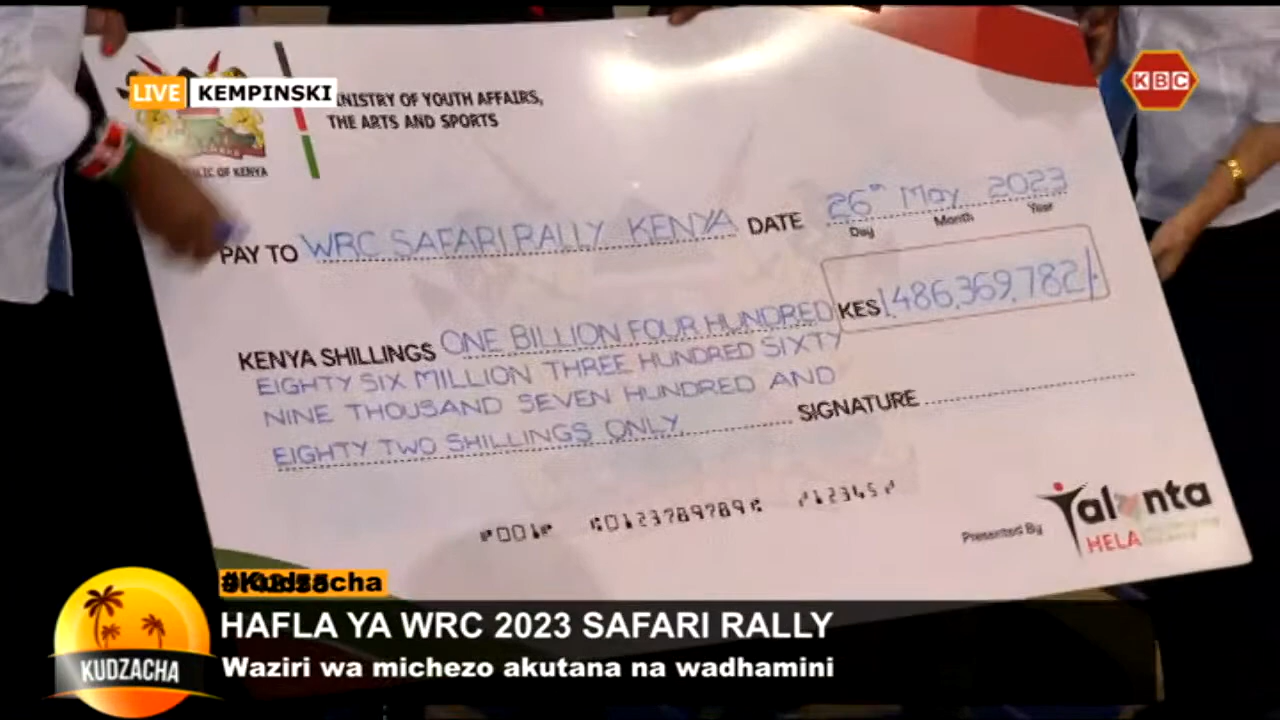 LIVE KEMPINSKI
KBC
MINISTRY OF YOUTH AFFAIRS,
THE ARTS AND SPORTS
OF KENYA
PAY TO WRC SAFARI RALLY KENYA DATE 26th May 2023
Day Month Year
KES 1,486,369,782/-
KENYA SHILLINGS ONE BILLION FOUR HUNDRED
EIGHTY SIX MILLION THREE HUNDRED SIXTY
NINE THOUSAND SEVEN HUNDRED AND
EIGHTY TWO SHILLINGS ONLY
SIGNATURE
⑈001⑈ ⑆0123789789⑆ ⑈12345⑈
Presented By Talanta
HELA
#Kudzacha
KUDZACHA
HAFLA YA WRC 2023 SAFARI RALLY
Waziri wa michezo akutana na wadhamini